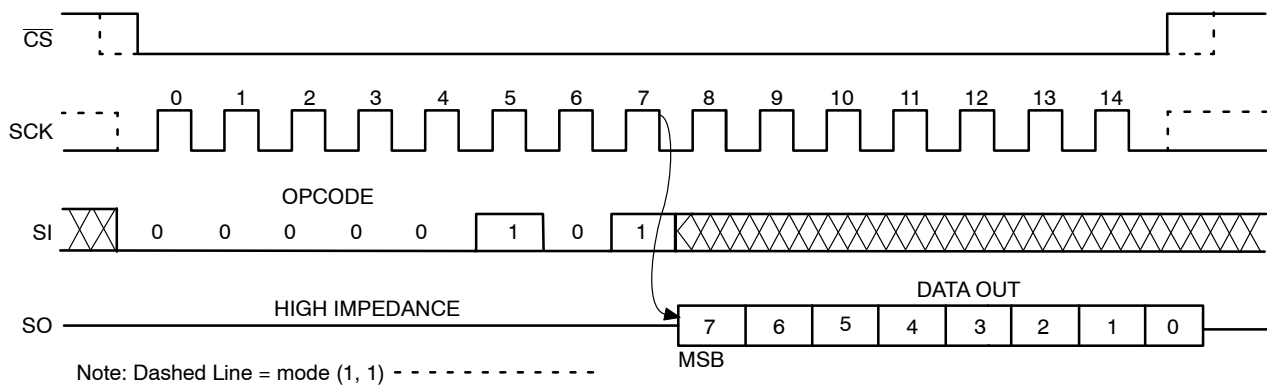 CS
0 1 2 3 4 5 6 7 8 9 10 11 12 13 14
SCK
OPCODE
SI 0 0 0 0 0 1 0 1
HIGH IMPEDANCE DATA OUT
SO 7 6 5 4 3 2 1 0
MSB
Note: Dashed Line = mode (1, 1)